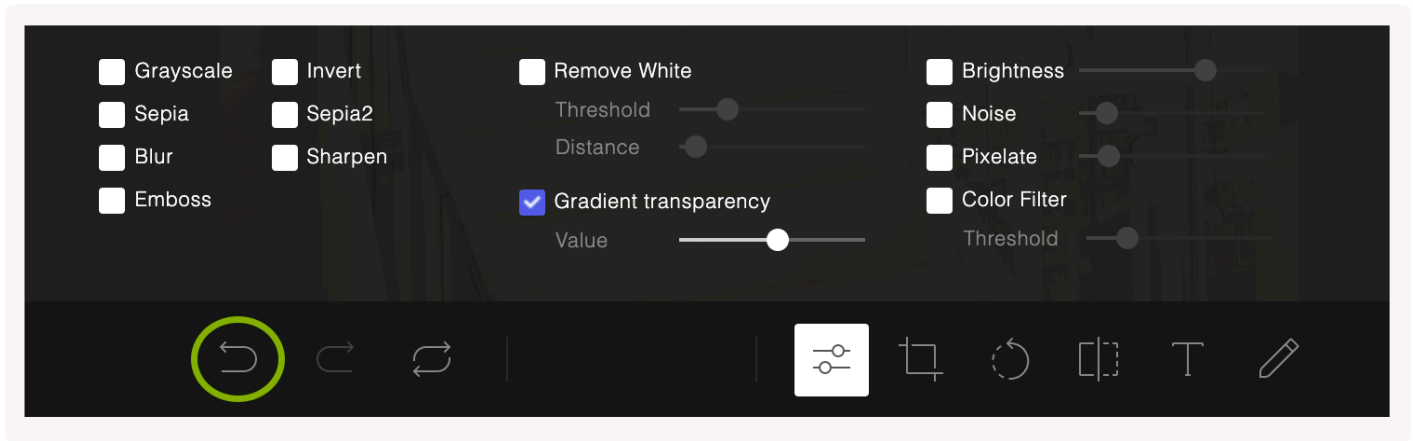 Grayscale
Invert
Sepia
Sepia2
Blur
Sharpen
Emboss
Remove White
Threshold
Distance
Gradient transparency
Value
Brightness
Noise
Pixelate
Color Filter
Threshold